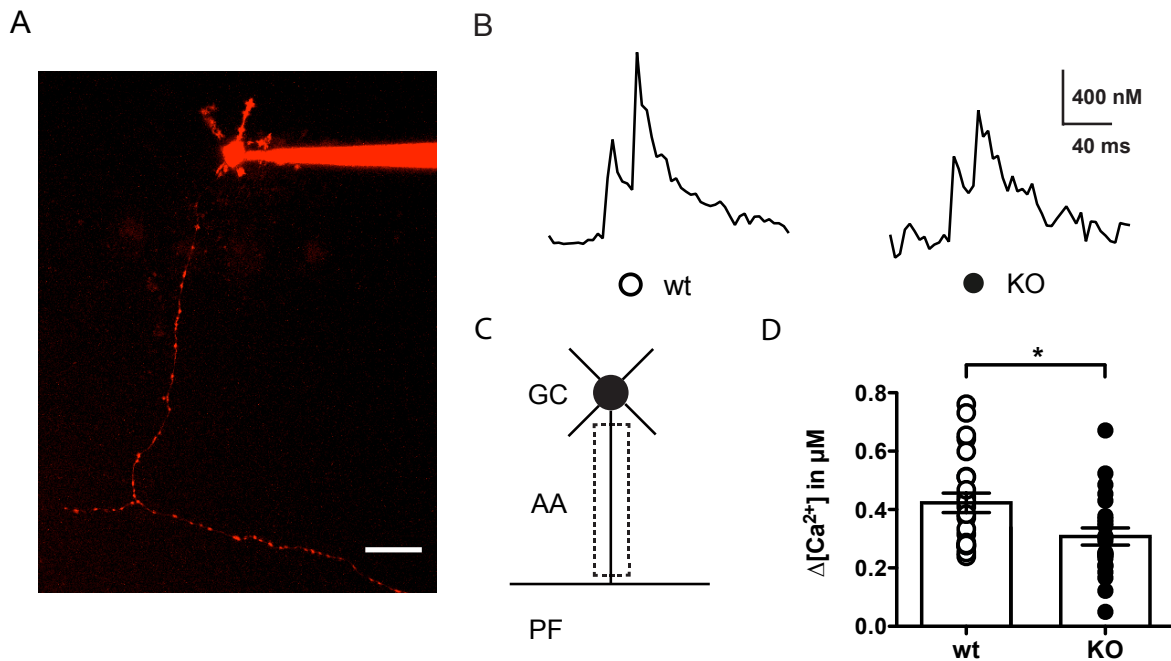 A
B
400 nM
40 ms
wt
KO
C
GC
AA
PF
D
*
Δ[Ca²⁺] in µM
0.8
0.6
0.4
0.2
0.0
wt
KO